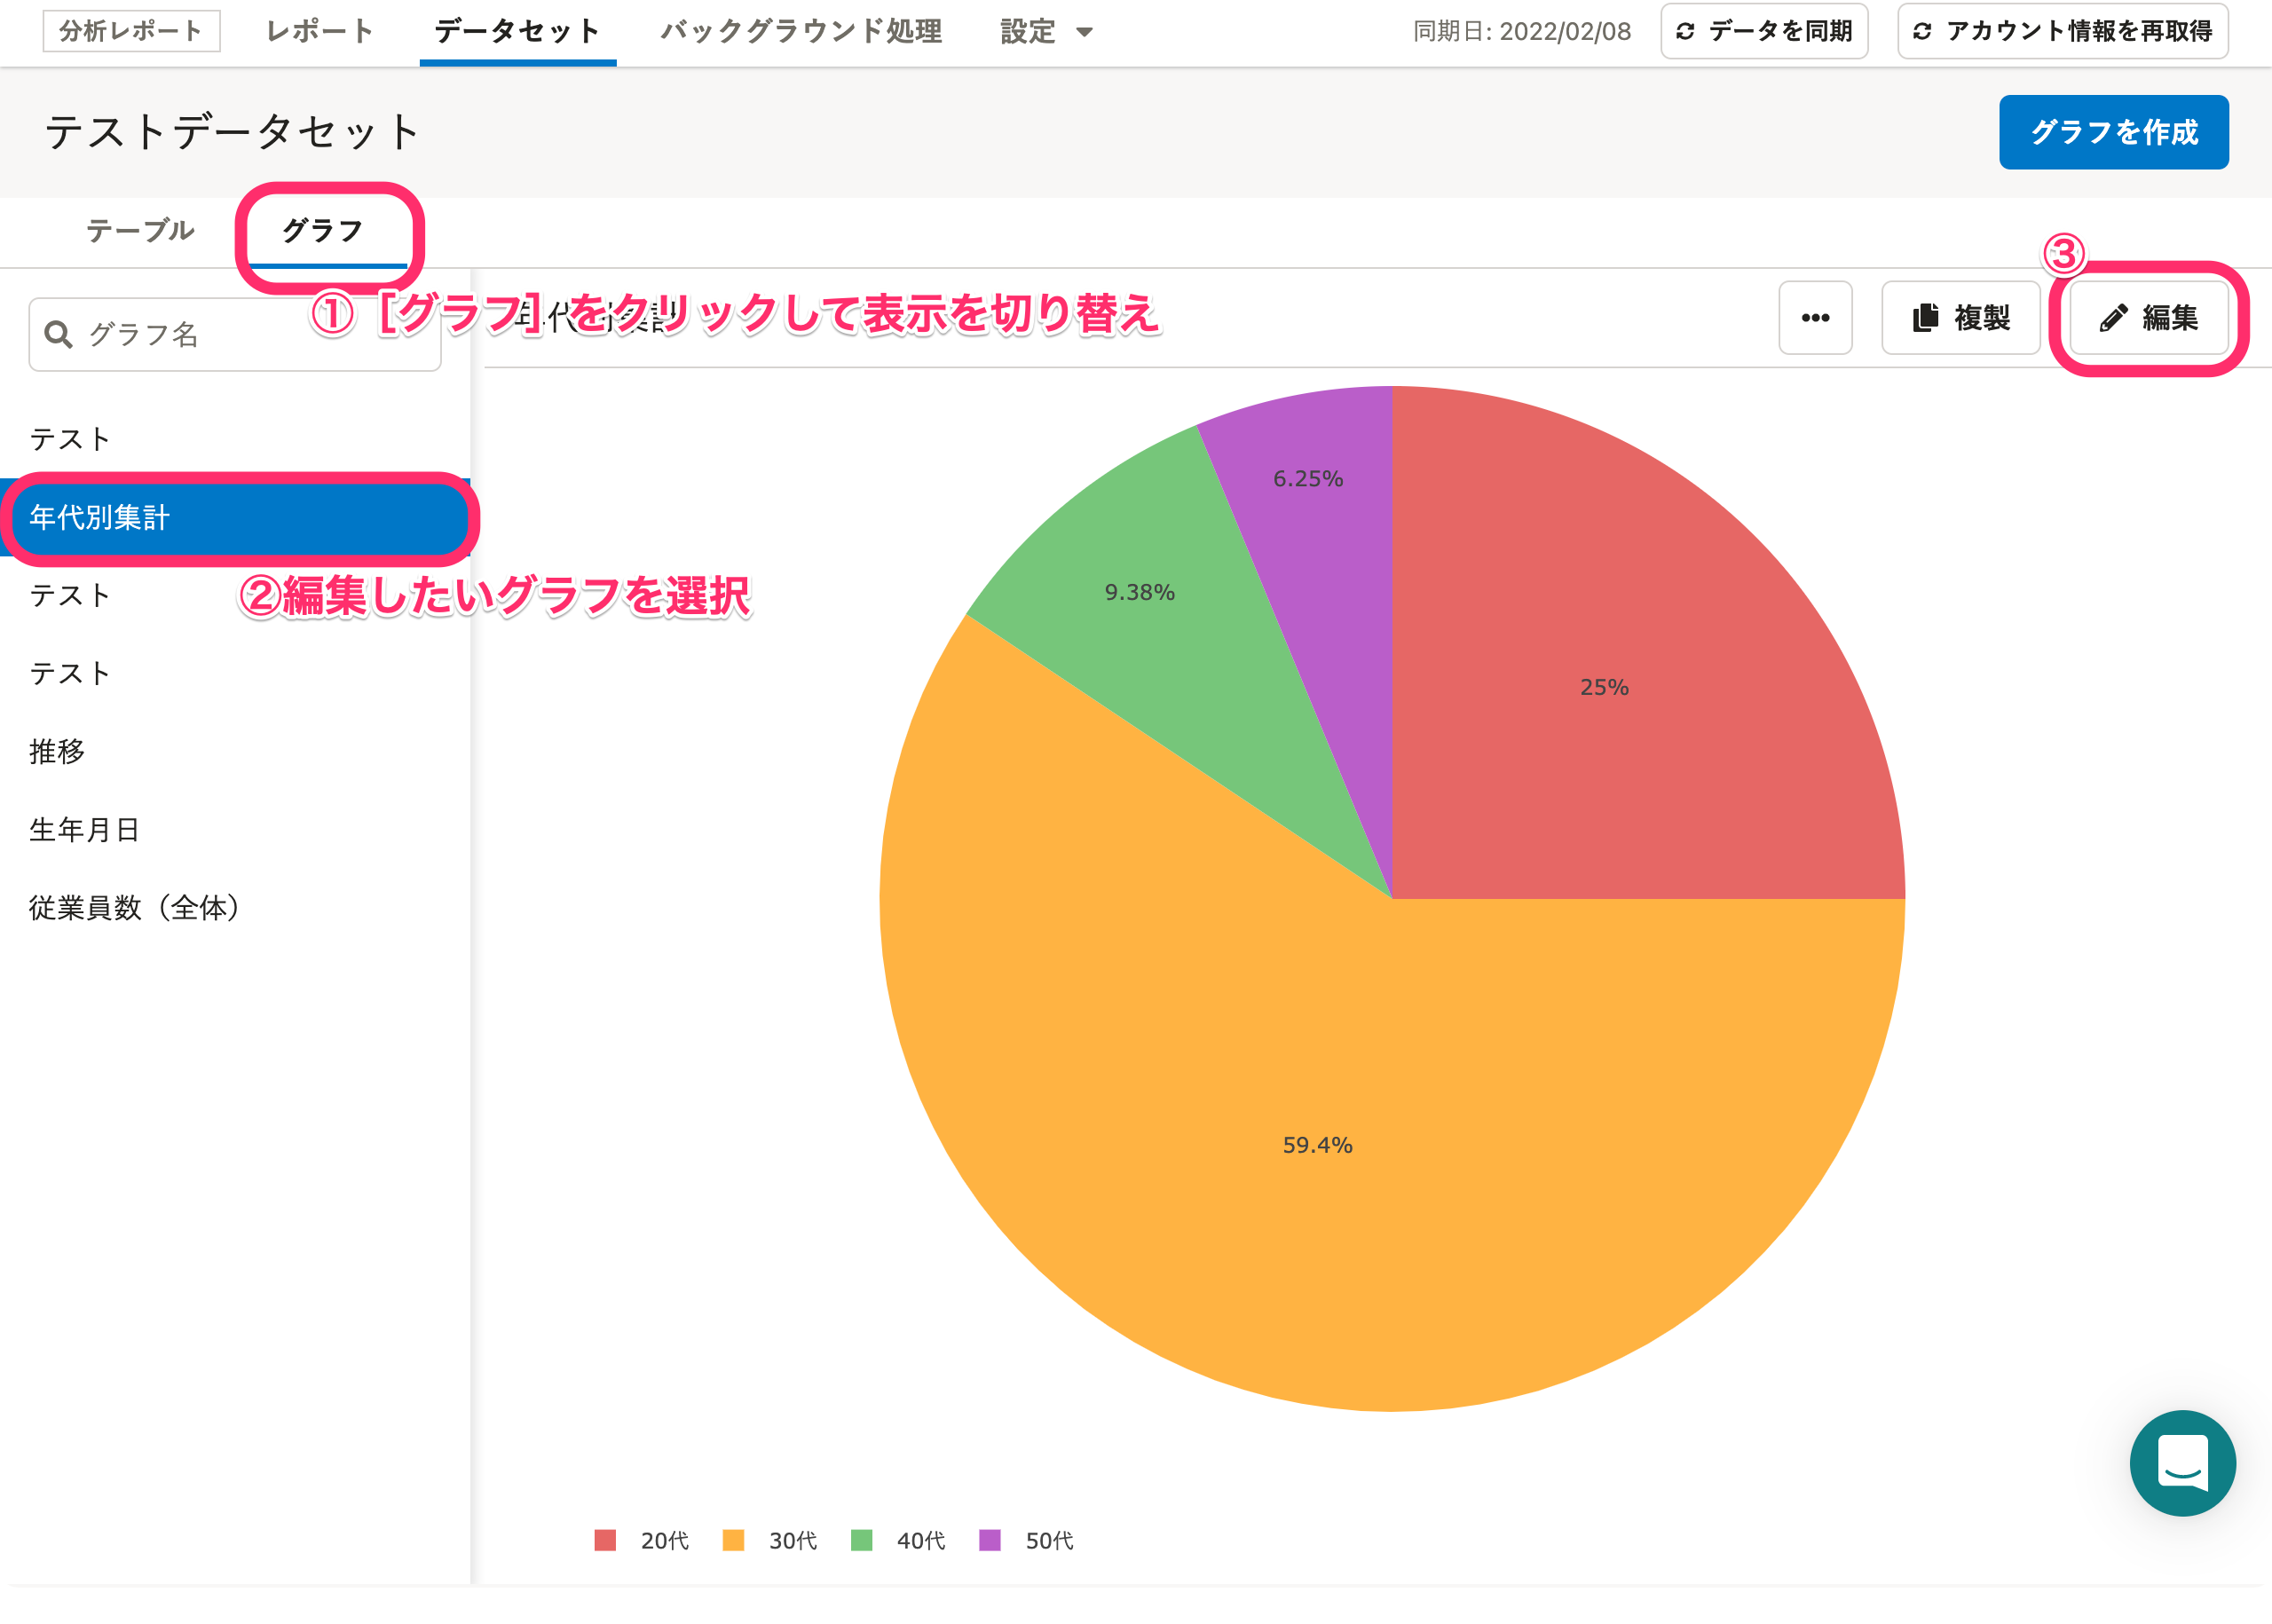 分析レポート レポート データセット バックグラウンド処理 設定 同期日: 2022/02/08 データを同期 アカウント情報を再取得
テストデータセット グラフを作成
テーブル グラフ
③
①［グラフ］をクリックして表示を切り替え
グラフ名 複製 編集
テスト
年代別集計
②編集したいグラフを選択
テスト
テスト
推移
生年月日
従業員数（全体）
6.25%
9.38%
25%
59.4%
20代 30代 40代 50代